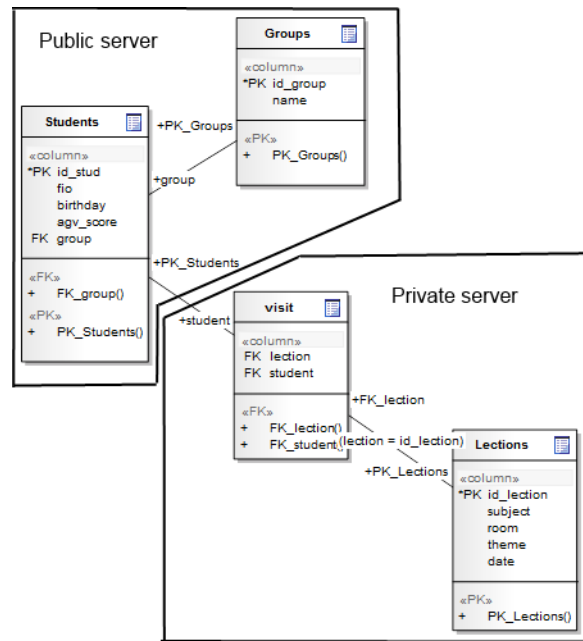 Public server
Groups
«column»
*PK id_group
name
«PK»
+ PK_Groups()
Students
«column»
*PK id_stud
fio
birthday
agv_score
FK group
«FK»
+ FK_group()
«PK»
+ PK_Students()
+PK_Groups
+group
+PK_Students
+student
Private server
visit
«column»
FK lection
FK student
«FK»
+ FK_lection()
+ FK_student(
+FK_lection
(lection = id_lection)
+PK_Lections
Lections
«column»
*PK id_lection
subject
room
theme
date
«PK»
+ PK_Lections()